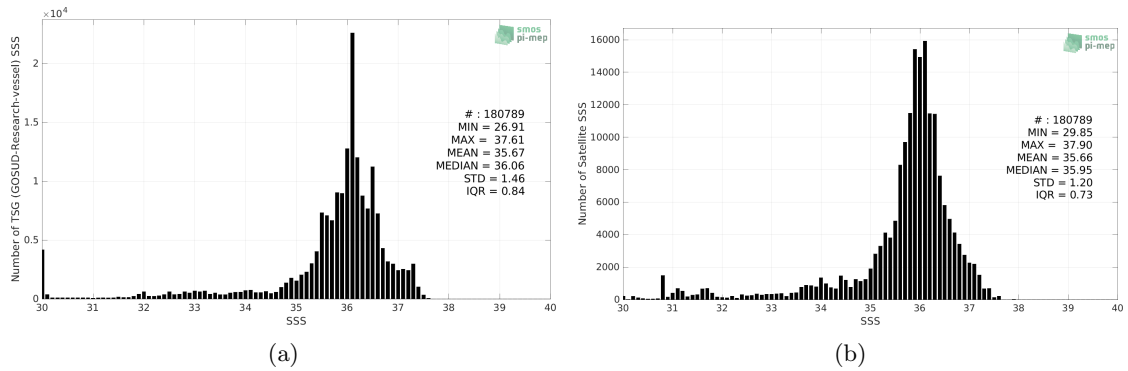 ×10⁴
smos
pi-mep
Number of TSG (GOSUD-Research-vessel) SSS
2
1.5
1
0.5
0
# : 180789
MIN = 26.91
MAX = 37.61
MEAN = 35.67
MEDIAN = 36.06
STD = 1.46
IQR = 0.84
30 31 32 33 34 35 36 37 38 39 40
SSS
(a)
smos
pi-mep
Number of Satellite SSS
16000
14000
12000
10000
8000
6000
4000
2000
0
# : 180789
MIN = 29.85
MAX = 37.90
MEAN = 35.66
MEDIAN = 35.95
STD = 1.20
IQR = 0.73
30 31 32 33 34 35 36 37 38 39 40
SSS
(b)